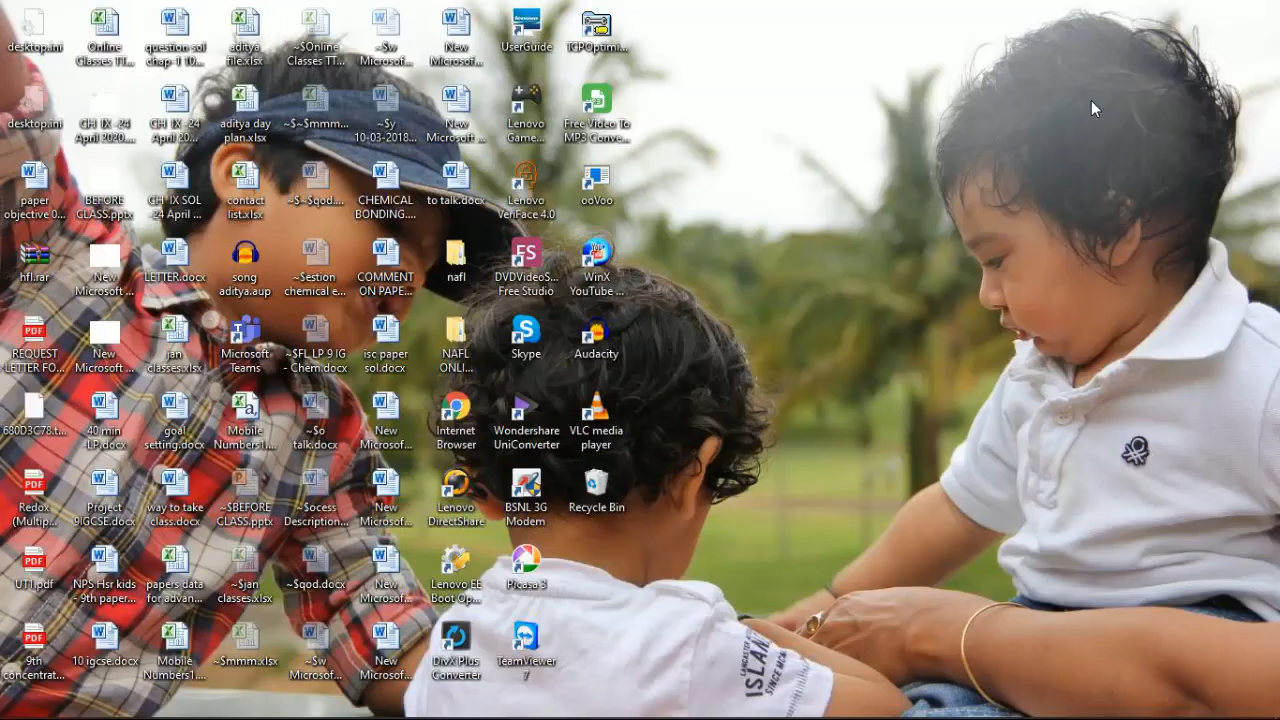 desktop.ini
Online
Classes TT...
question sol
chap-1 10...
aditya
file.xlsx
~$Online
Classes TT...
~$w
Microsof...
New
Microsof...
UserGuide
TCPOptimi...
desktop.ini
CH IX -24
April 2020....
CH IX -24
April 20...
aditya day
plan.xlsx
~$~$mmm...
~$y
10-03-2018...
New
Microsoft ...
Lenovo
Game...
Free Video To
MP3 Conve...
paper
objective 0...
BEFORE
CLASS.pptx
CH IX SOL
-24 April ...
contact
list.xlsx
~$~$qod....
CHEMICAL
BONDING....
to talk.docx
Lenovo
VeriFace 4.0
ooVoo
hfl.rar
New
Microsoft ...
LETTER.docx
song
aditya.aup
~$estion
chemical e...
COMMENT
ON PAPE...
nafl
DVDVideoS...
Free Studio
WinX
YouTube ...
REQUEST
LETTER FO...
New
Microsoft ...
jan
classes.xlsx
Microsoft
Teams
~$FL LP 9 IG
- Chem.docx
isc paper
sol.docx
NAFL
ONLI...
Skype
Audacity
680D3C78.t...
40 min
LP.docx
goal
setting.docx
Mobile
Numbers1....
~$o
talk.docx
New
Microsof...
Internet
Browser
Wondershare
UniConverter
VLC media
player
Redox
(Multip...
Project
9IGCSE.docx
way to take
class.docx
~$BEFORE
CLASS.pptx
~$ocess
Description...
New
Microsof...
Lenovo
DirectShare
BSNL 3G
Modem
Recycle Bin
UT1.pdf
NPS Hsr kids
- 9th paper...
papers data
for advan...
~$jan
classes.xlsx
~$qod.docx
New
Microsof...
Lenovo EE
Boot Op...
Picasa 3
9th
concentrat...
10 igcse.docx
Mobile
Numbers1....
~$mmm.xlsx
~$w
Microsof...
New
Microsof...
DivX Plus
Converter
TeamViewer
7
LANCASTER
ISLAND
SINCE